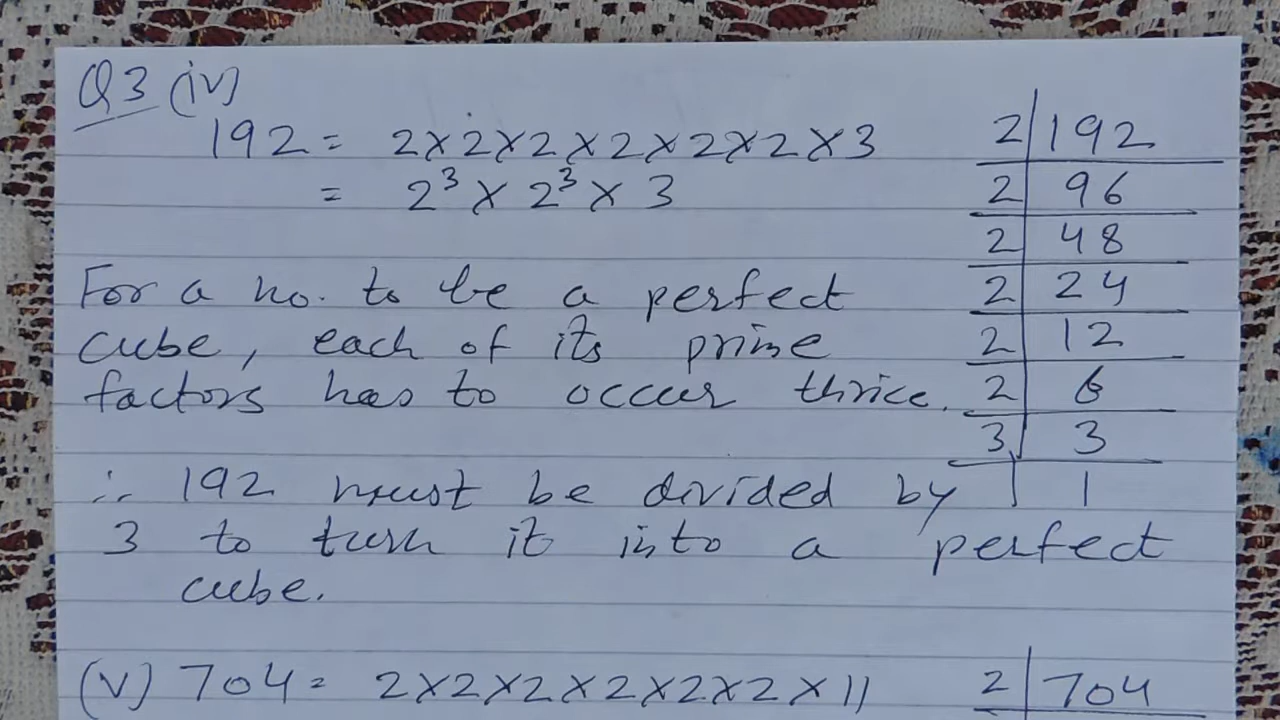 Q3 (iv)
192 = 2×2×2×2×2×2×3
= 2³ × 2³ × 3
For a no. to be a perfect
cube, each of its prime
factors has to occur thrice.
∴ 192 must be divided by
3 to turn it into a perfect
cube.
2 | 192
2 | 96
2 | 48
2 | 24
2 | 12
2 | 6
3 | 3
| 1
(V) 704 = 2×2×2×2×2×2×11
2 | 704